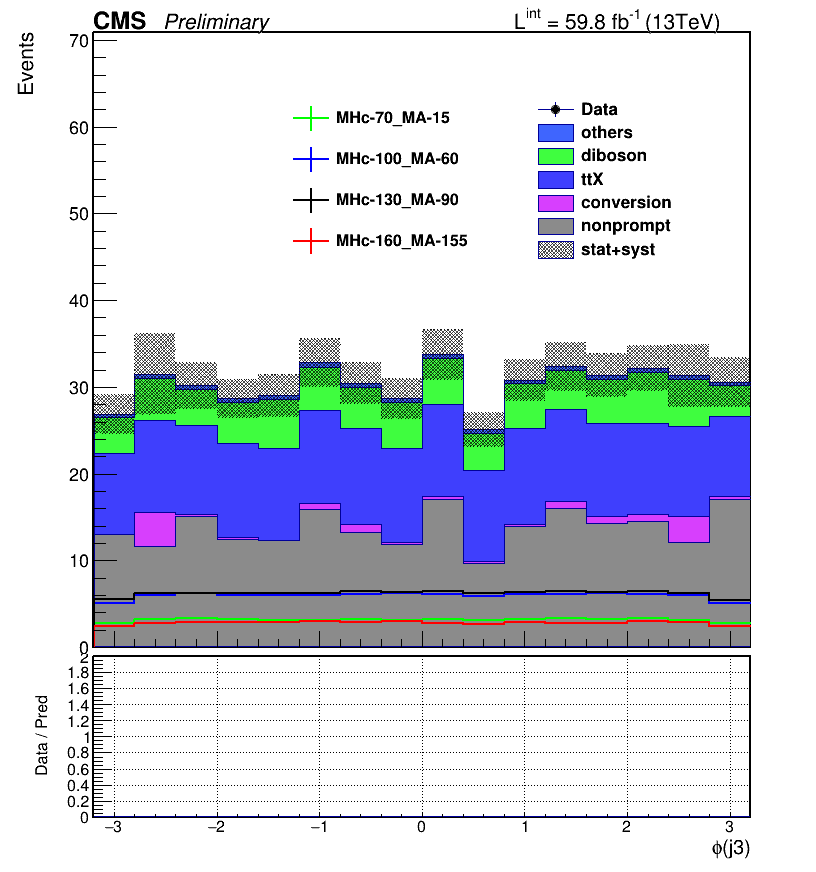 CMS Preliminary L^int = 59.8 fb^-1 (13TeV)
Events
70
60
50
40
30
20
10
0
MHc-70_MA-15
MHc-100_MA-60
MHc-130_MA-90
MHc-160_MA-155
Data
others
diboson
ttX
conversion
nonprompt
stat+syst
Data / Pred
2
1.8
1.6
1.4
1.2
1
0.8
0.6
0.4
0.2
0
−3 −2 −1 0 1 2 3
ϕ(j3)